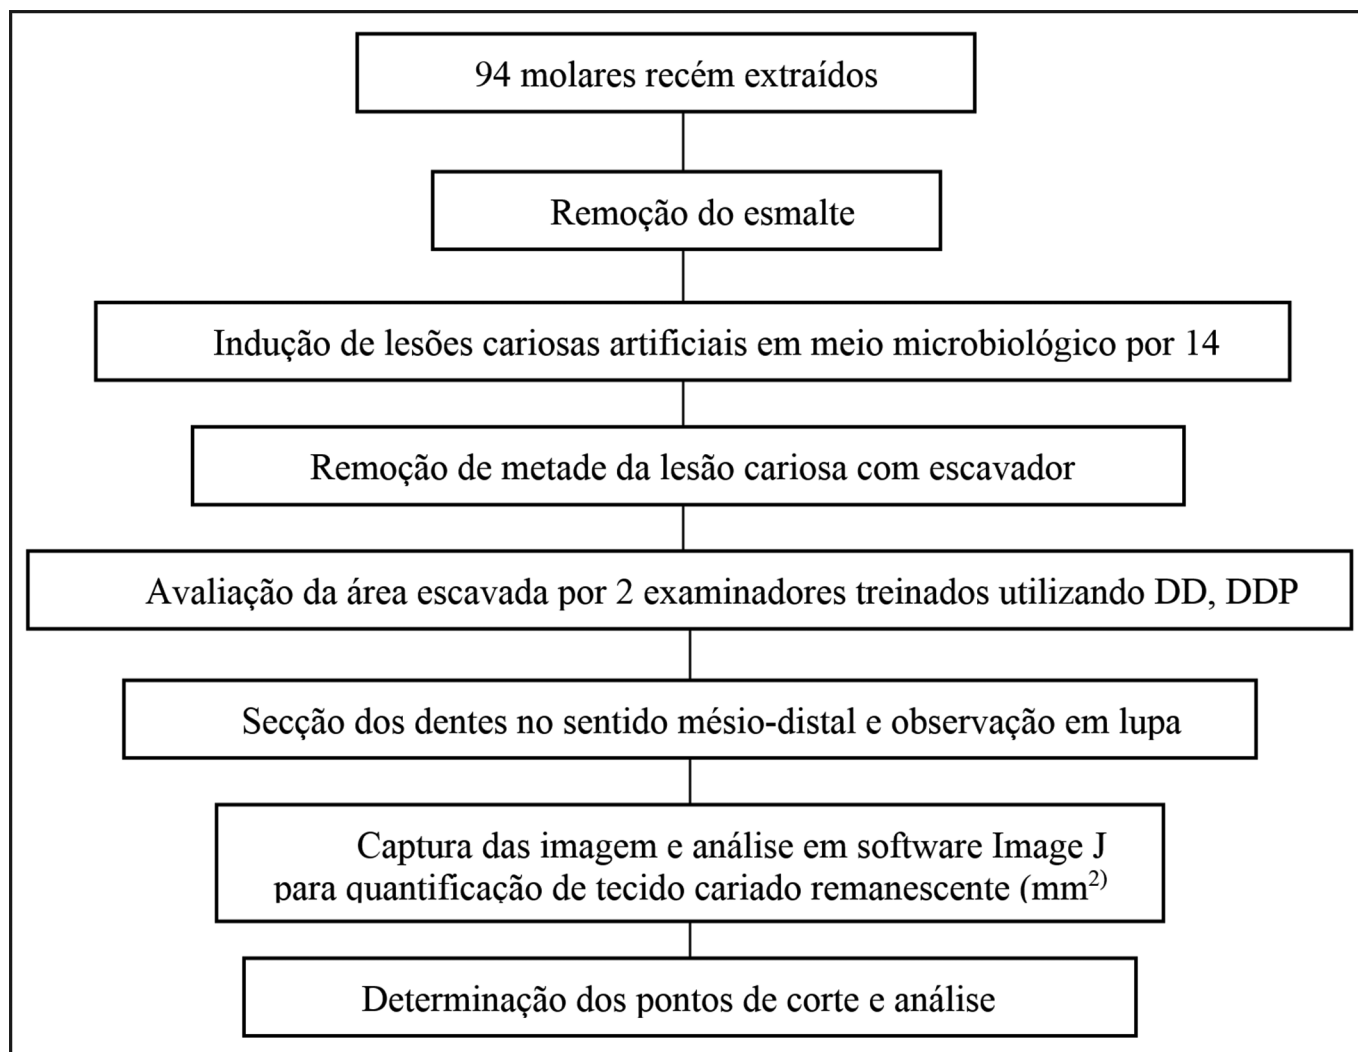 94 molares recém extraídos
Remoção do esmalte
Indução de lesões cariosas artificiais em meio microbiológico por 14
Remoção de metade da lesão cariosa com escavador
Avaliação da área escavada por 2 examinadores treinados utilizando DD, DDP
Secção dos dentes no sentido mésio-distal e observação em lupa
Captura das imagem e análise em software Image J
para quantificação de tecido cariado remanescente (mm²⁾
Determinação dos pontos de corte e análise